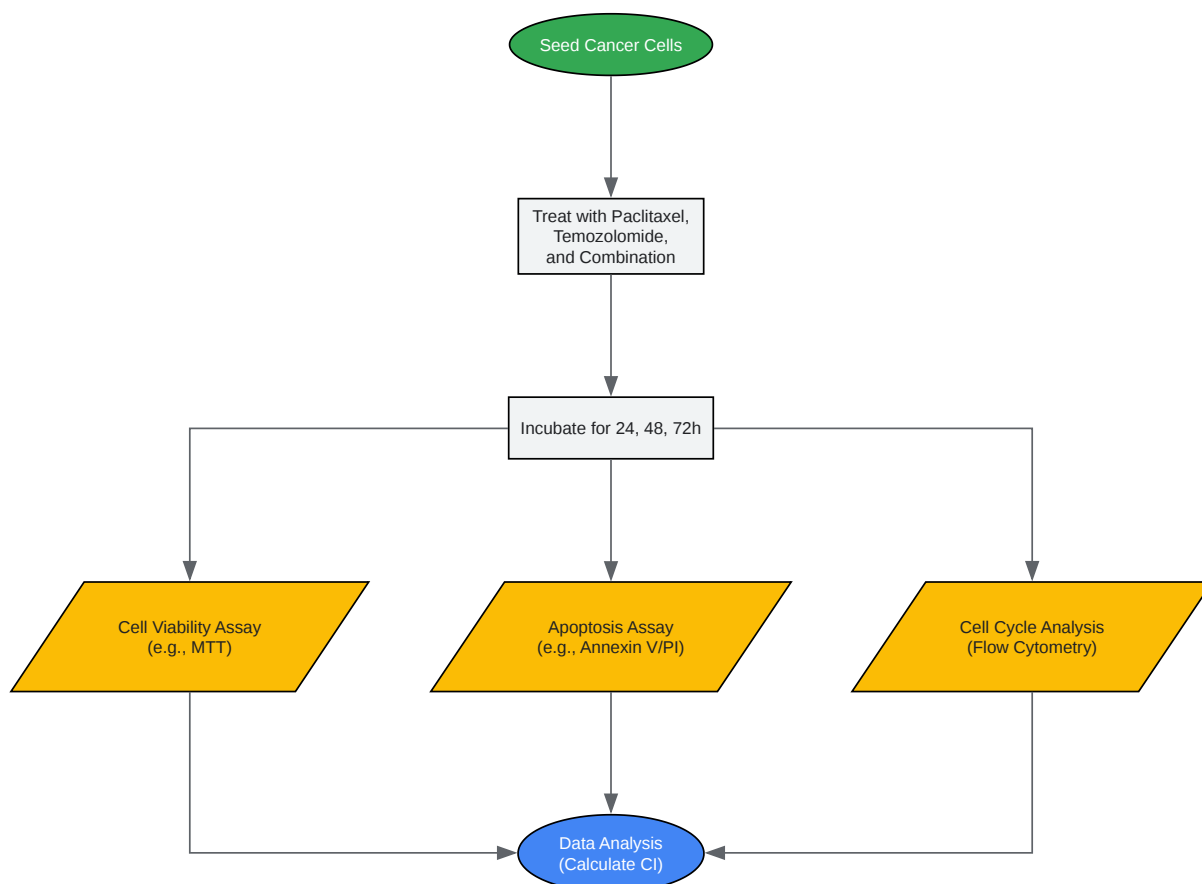 Seed Cancer Cells
Treat with Paclitaxel,
Temozolomide,
and Combination
Incubate for 24, 48, 72h
Cell Viability Assay
(e.g., MTT)
Apoptosis Assay
(e.g., Annexin V/PI)
Cell Cycle Analysis
(Flow Cytometry)
Data Analysis
(Calculate CI)